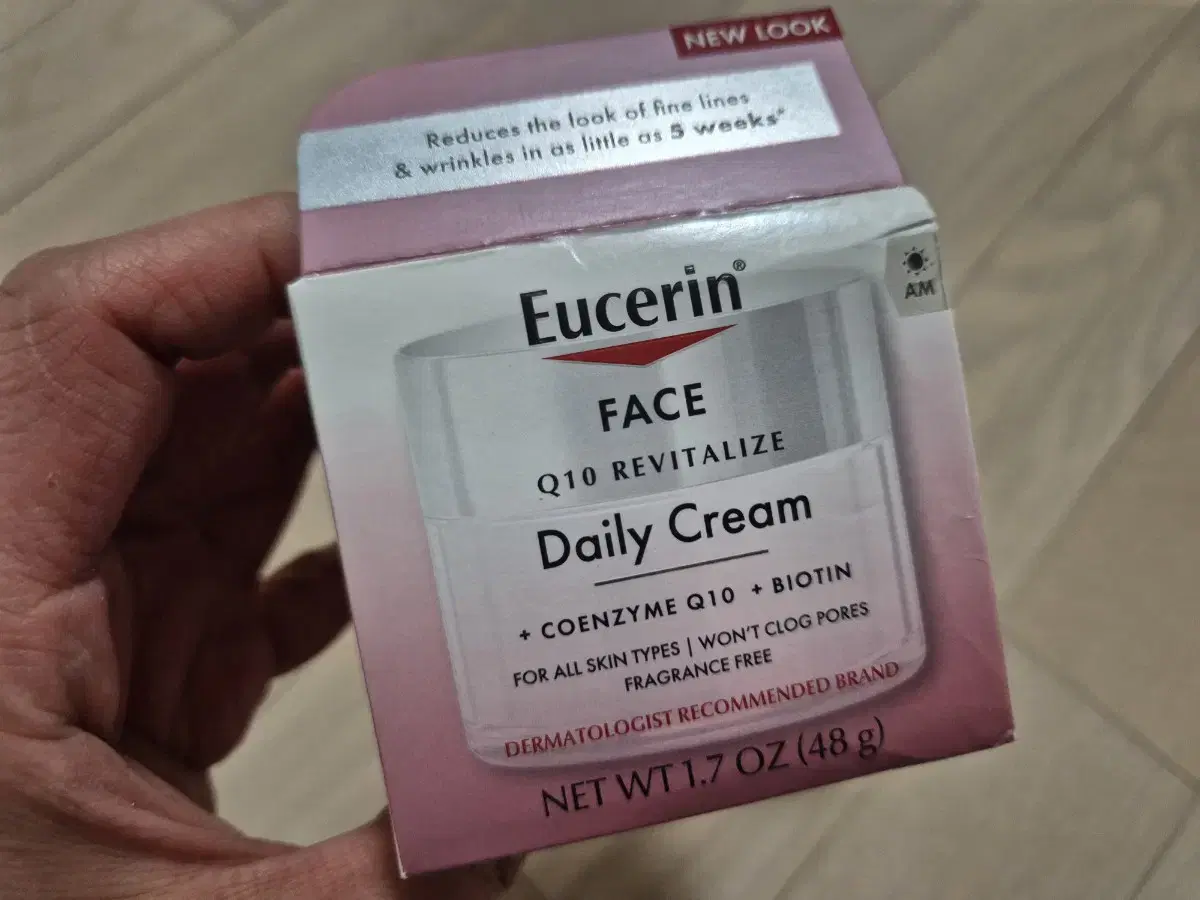 NEW LOOK
Reduces the look of fine lines
& wrinkles in as little as 5 weeks*
Eucerin®
AM
FACE
Q10 REVITALIZE
Daily Cream
+ COENZYME Q10 + BIOTIN
FOR ALL SKIN TYPES | WON'T CLOG PORES
FRAGRANCE FREE
DERMATOLOGIST RECOMMENDED BRAND
NET WT 1.7 OZ (48 g)